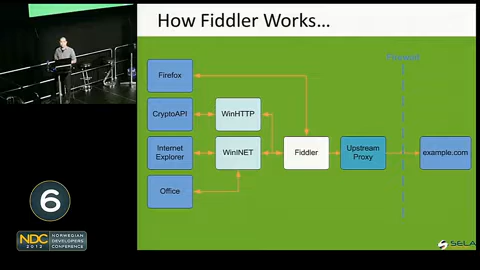 How Fiddler Works…
Firewall
Firefox
CryptoAPI
WinHTTP
Internet
Explorer
WinINET
Fiddler
Upstream
Proxy
example.com
Office
6
NDC
2012
NORWEGIAN
DEVELOPERS
CONFERENCE
SELA